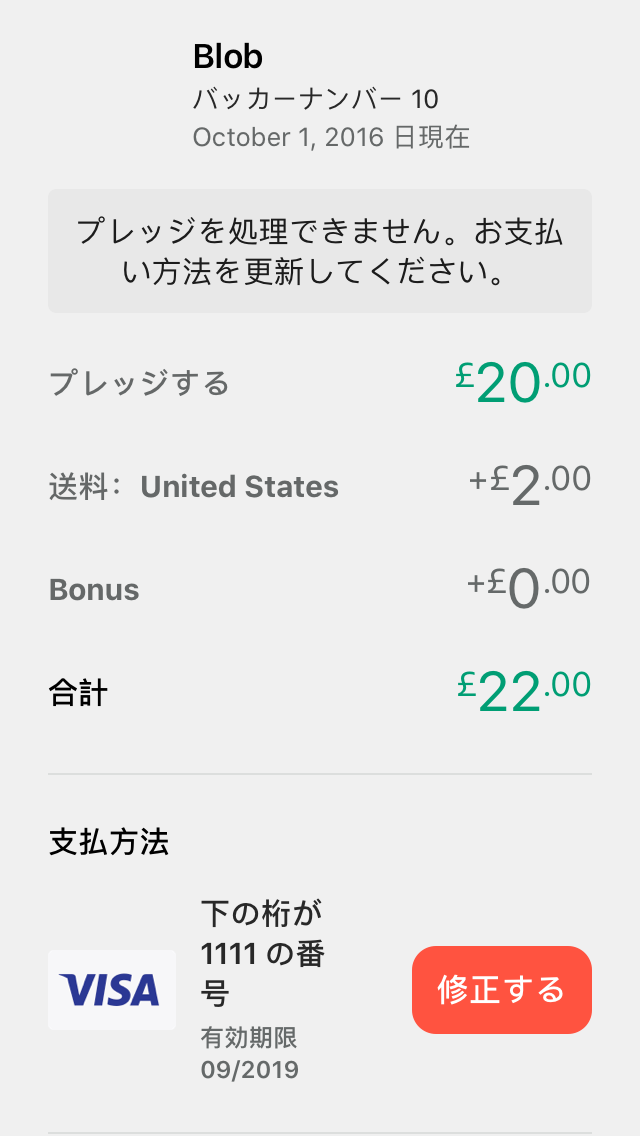 Blob
バッカーナンバー 10
October 1, 2016 日現在
プレッジを処理できません。お支払
い方法を更新してください。
プレッジする £20.00
送料： United States +£2.00
Bonus +£0.00
合計 £22.00
支払方法
下の桁が
1111 の番
号
VISA
修正する
有効期限
09/2019